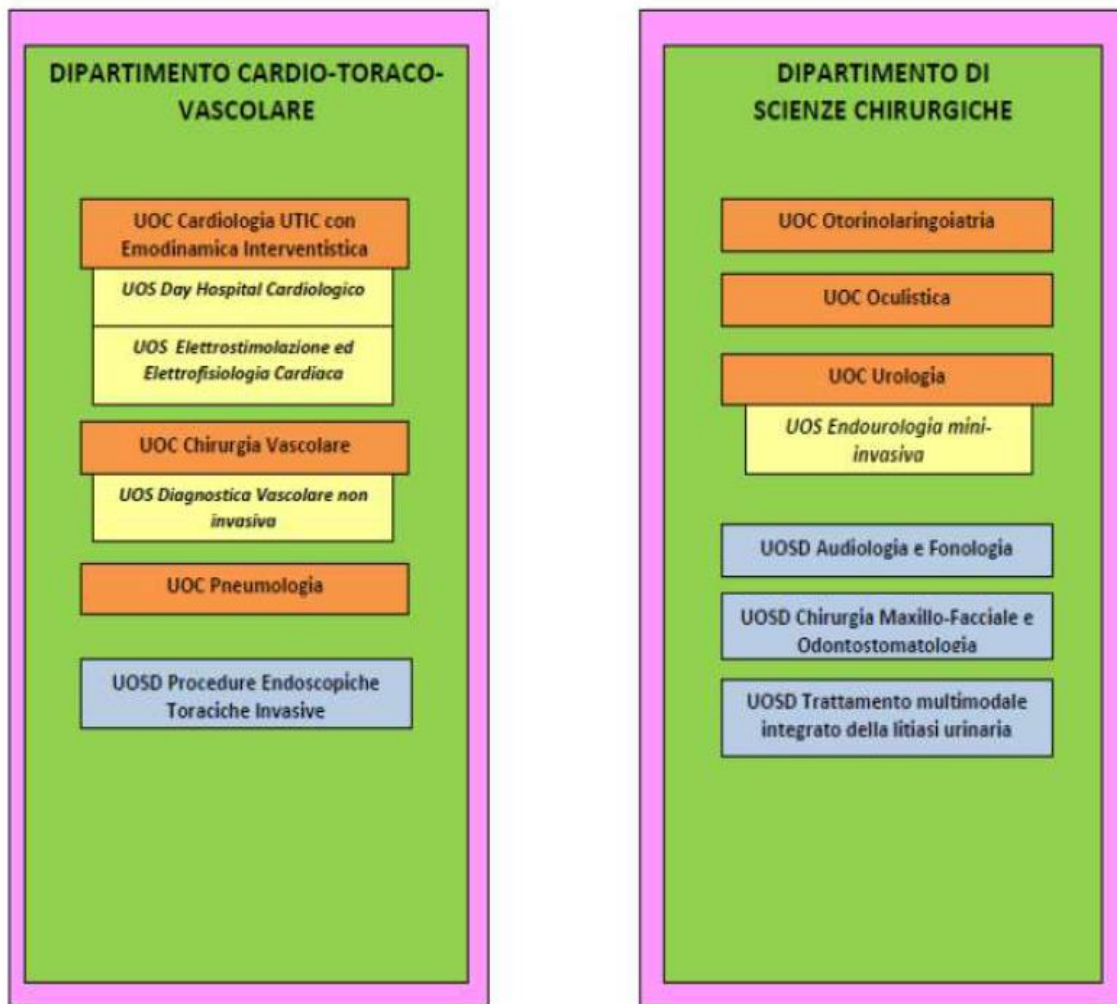 DIPARTIMENTO CARDIO-TORACO-
VASCOLARE
UOC Cardiologia UTIC con
Emodinamica Interventistica
UOS Day Hospital Cardiologico
UOS Elettrostimolazione ed
Elettrofisiologia Cardiaca
UOC Chirurgia Vascolare
UOS Diagnostica Vascolare non
invasiva
UOC Pneumologia
UOSD Procedure Endoscopiche
Toraciche Invasive
DIPARTIMENTO DI
SCIENZE CHIRURGICHE
UOC Otorinolaringoiatria
UOC Oculistica
UOC Urologia
UOS Endourologia mini-
invasiva
UOSD Audiologia e Fonologia
UOSD Chirurgia Maxillo-Facciale e
Odontostomatologia
UOSD Trattamento multimodale
integrato della litiasi urinaria